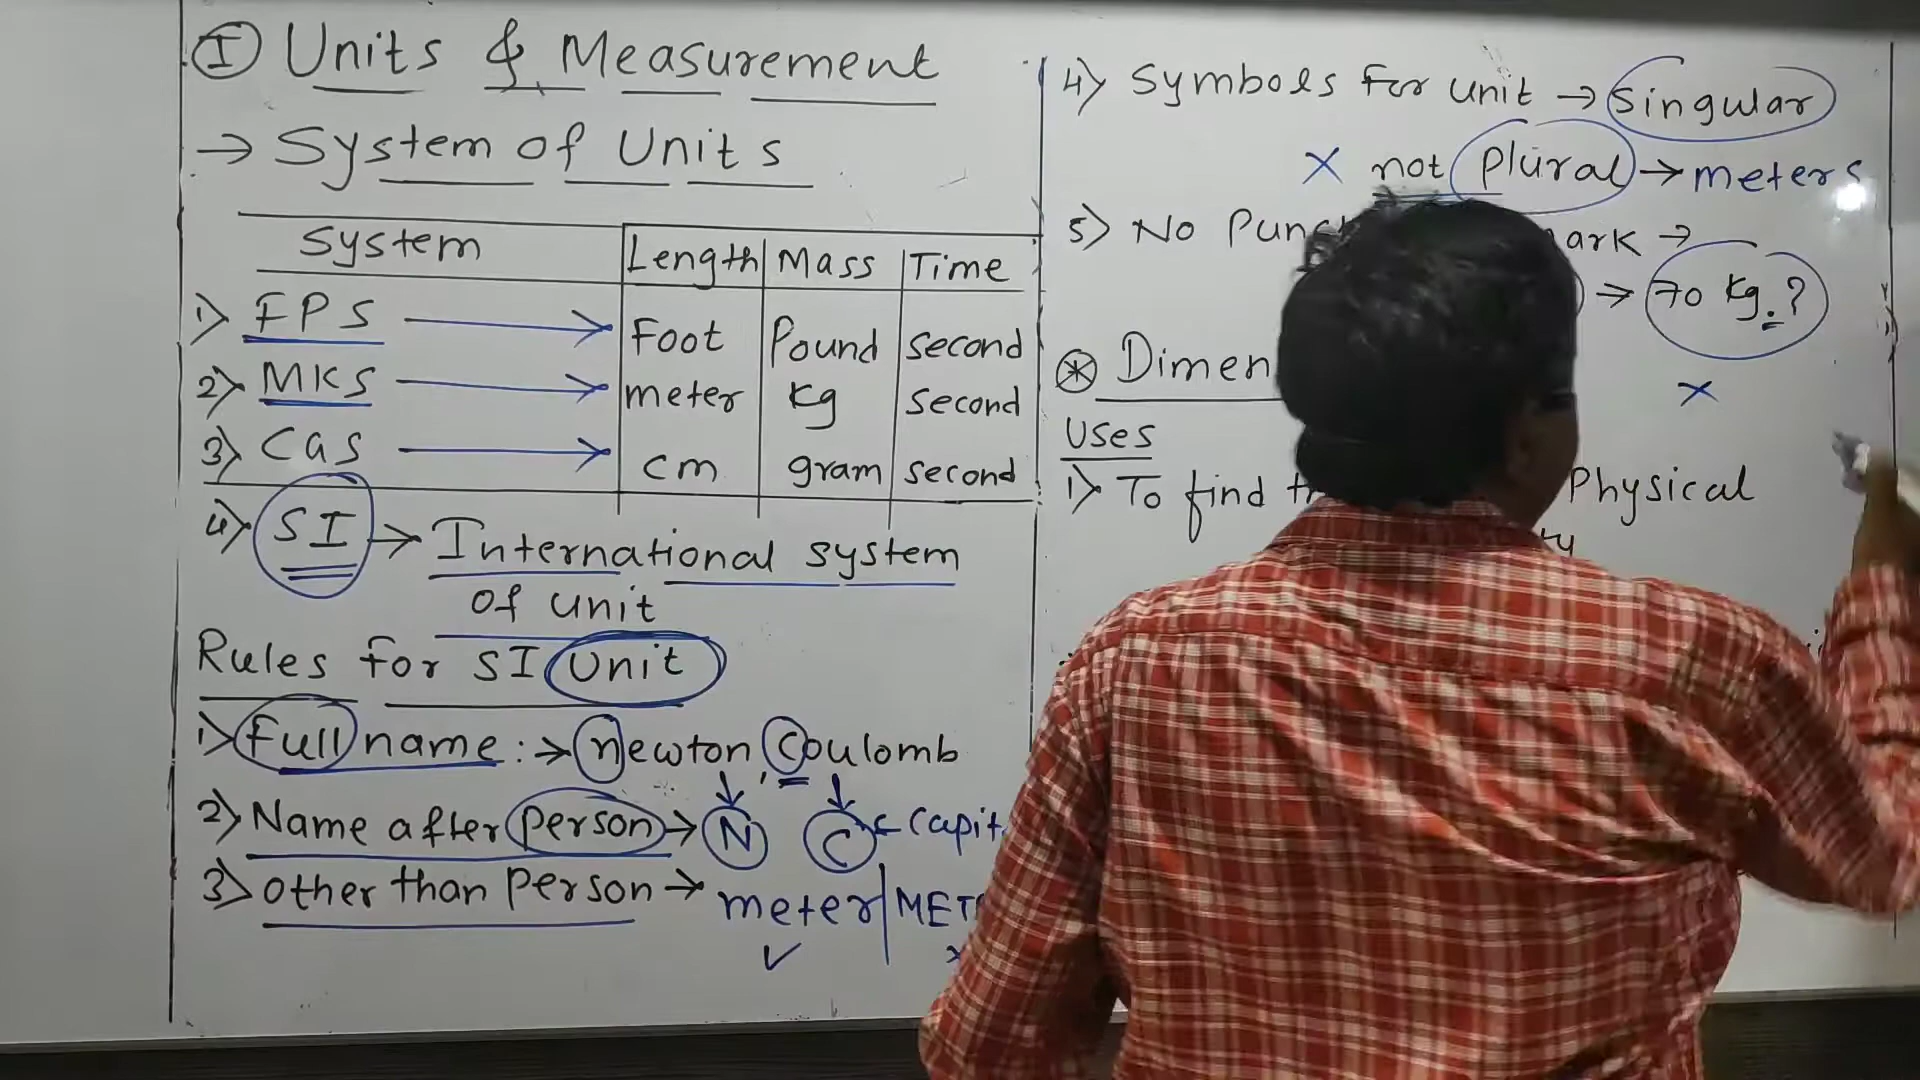 I Units & Measurement
→ System of Units
System Length Mass Time
1) FPS → Foot Pound second
2) MKS → meter kg second
3) CGS → cm gram second
4) SI → International system
of unit
Rules for SI Unit
1) Full name :→ newton, Coulomb
2) Name after person → N C ← capit
3) other than person → meter | METE
4) Symbols for unit → singular
× not plural → meters
5) No Punc ark →
→ 70 kg.?
×
* Dimen
Uses
1) To find Physical
ty